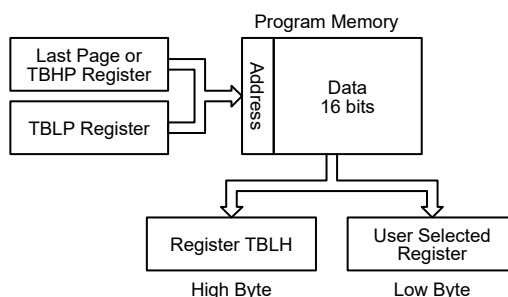 Program Memory
Last Page or
TBHP Register
TBLP Register
Address
Data
16 bits
Register TBLH
User Selected
Register
High Byte
Low Byte